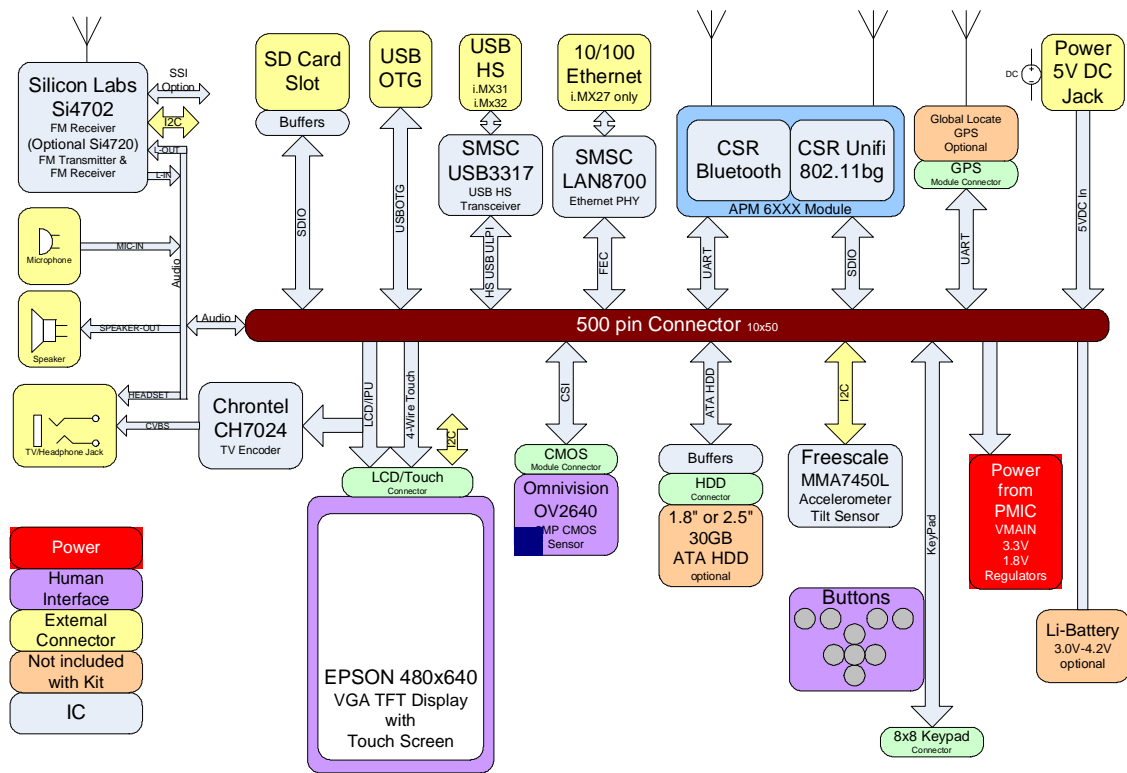 Silicon Labs
Si4702
FM Receiver
(Optional Si4720)
FM Transmitter &
FM Receiver
SSI
Option
I2C
L-OUT
L-IN
Microphone
MIC-IN
Audio
Speaker
SPEAKER-OUT
Audio
HEADSET
TV/Headphone Jack
CVBS
Chrontel
CH7024
TV Encoder
SD Card
Slot
Buffers
SDIO
USB
OTG
USBOTG
USB
HS
i.MX31
i.Mx32
SMSC
USB3317
USB HS
Transceiver
HS USB ULPI
10/100
Ethernet
i.MX27 only
SMSC
LAN8700
Ethernet PHY
FEC
CSR
Bluetooth
CSR Unifi
802.11bg
APM 6XXX Module
UART
SDIO
Global Locate
GPS
Optional
GPS
Module Connector
UART
DC
Power
5V DC
Jack
5VDC In
500 pin Connector 10x50
LCD/IPU
4-Wire Touch
I2C
LCD/Touch
Connector
EPSON 480x640
VGA TFT Display
with
Touch Screen
CSI
CMOS
Module Connector
Omnivision
OV2640
MP CMOS
Sensor
ATA HDD
Buffers
HDD
Connector
1.8" or 2.5"
30GB
ATA HDD
optional
I2C
Freescale
MMA7450L
Accelerometer
Tilt Sensor
Buttons
KeyPad
8x8 Keypad
Connector
Power
from
PMIC
VMAIN
3.3V
1.8V
Regulators
Li-Battery
3.0V-4.2V
optional
Power
Human
Interface
External
Connector
Not included
with Kit
IC